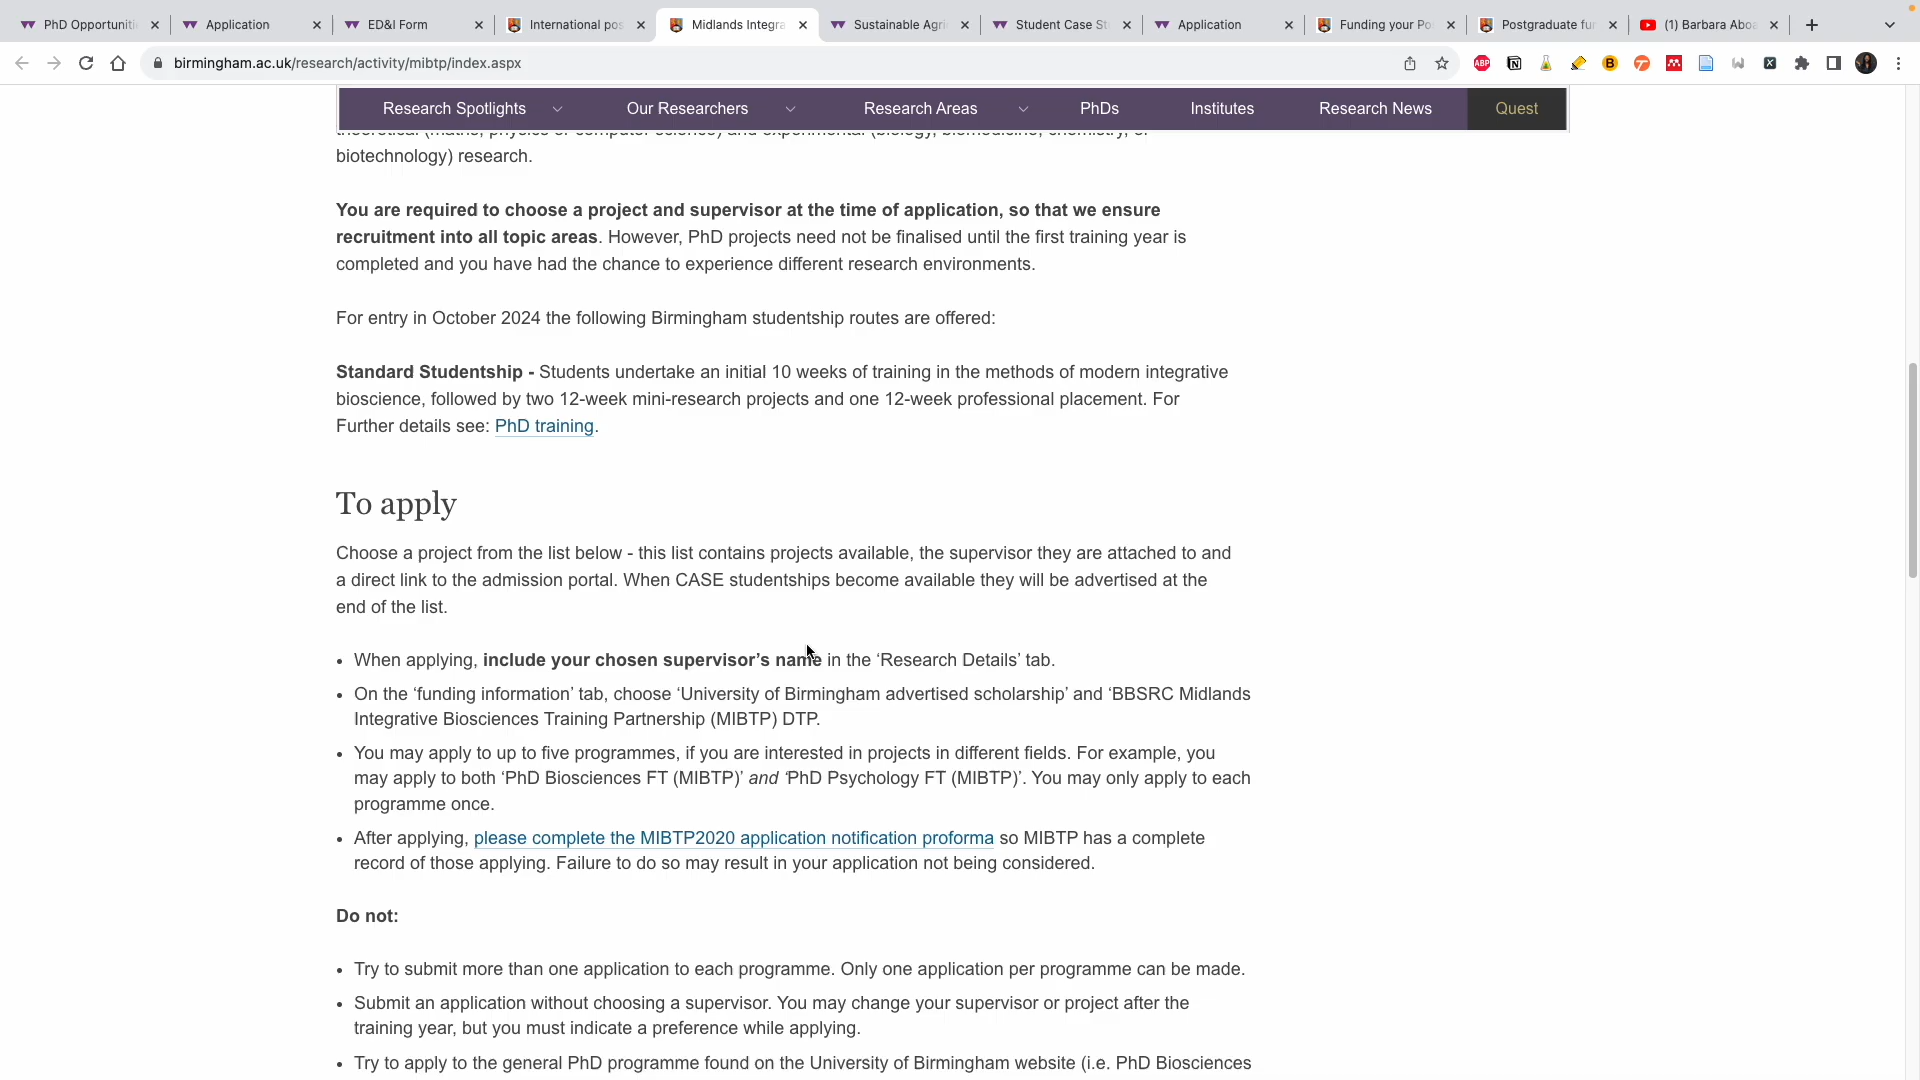 PhD Opportuniti
Application
ED&I Form
International pos
Midlands Integra
Sustainable Agri
Student Case St
Application
Funding your Po
Postgraduate fu
(1) Barbara Aboa
birmingham.ac.uk/research/activity/mibtp/index.aspx
Research Spotlights
Our Researchers
Research Areas
PhDs
Institutes
Research News
Quest
theoretical (maths, physics or computer science) and experimental (biology, biomedicine, chemistry, or
biotechnology) research.
You are required to choose a project and supervisor at the time of application, so that we ensure
recruitment into all topic areas. However, PhD projects need not be finalised until the first training year is
completed and you have had the chance to experience different research environments.
For entry in October 2024 the following Birmingham studentship routes are offered:
Standard Studentship - Students undertake an initial 10 weeks of training in the methods of modern integrative
bioscience, followed by two 12-week mini-research projects and one 12-week professional placement. For
Further details see: PhD training.
To apply
Choose a project from the list below - this list contains projects available, the supervisor they are attached to and
a direct link to the admission portal. When CASE studentships become available they will be advertised at the
end of the list.
• When applying, include your chosen supervisor’s name in the ‘Research Details’ tab.
• On the ‘funding information’ tab, choose ‘University of Birmingham advertised scholarship’ and ‘BBSRC Midlands
Integrative Biosciences Training Partnership (MIBTP) DTP.
• You may apply to up to five programmes, if you are interested in projects in different fields. For example, you
may apply to both ‘PhD Biosciences FT (MIBTP)’ and ‘PhD Psychology FT (MIBTP)’. You may only apply to each
programme once.
• After applying, please complete the MIBTP2020 application notification proforma so MIBTP has a complete
record of those applying. Failure to do so may result in your application not being considered.
Do not:
• Try to submit more than one application to each programme. Only one application per programme can be made.
• Submit an application without choosing a supervisor. You may change your supervisor or project after the
training year, but you must indicate a preference while applying.
• Try to apply to the general PhD programme found on the University of Birmingham website (i.e. PhD Biosciences